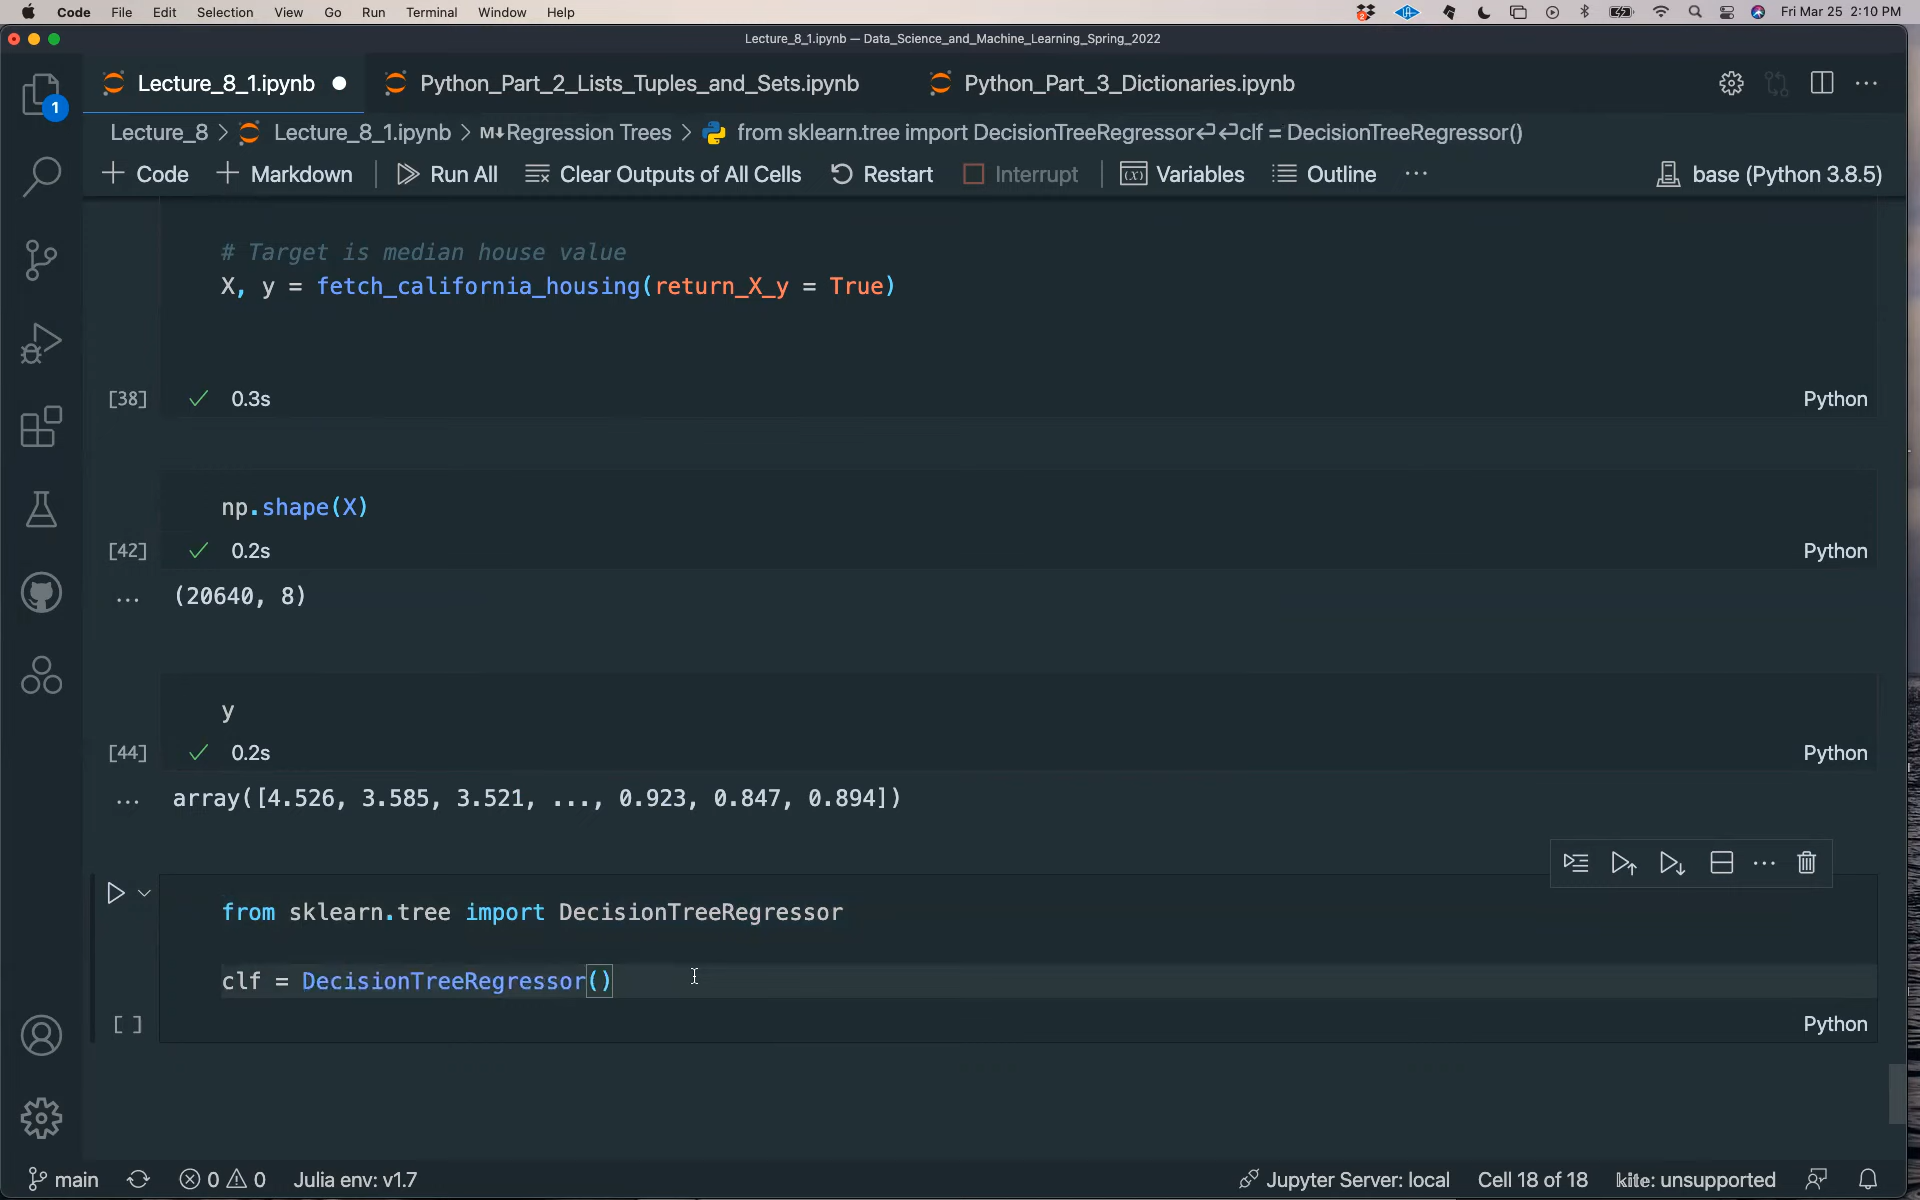 Code File Edit Selection View Go Run Terminal Window Help Fri Mar 25 2:10 PM
Lecture_8_1.ipynb — Data_Science_and_Machine_Learning_Spring_2022
Lecture_8_1.ipynb Python_Part_2_Lists_Tuples_and_Sets.ipynb Python_Part_3_Dictionaries.ipynb
1
Lecture_8 > Lecture_8_1.ipynb > M↓Regression Trees > from sklearn.tree import DecisionTreeRegressor↵↵clf = DecisionTreeRegressor()
+ Code + Markdown | Run All Clear Outputs of All Cells Restart Interrupt | (x) Variables Outline ··· base (Python 3.8.5)
# Target is median house value
X, y = fetch_california_housing(return_X_y = True)
[38] ✓ 0.3s Python
np.shape(X)
[42] ✓ 0.2s Python
... (20640, 8)
y
[44] ✓ 0.2s Python
... array([4.526, 3.585, 3.521, ..., 0.923, 0.847, 0.894])
from sklearn.tree import DecisionTreeRegressor
clf = DecisionTreeRegressor()
[ ] Python
main 0 0 Julia env: v1.7 Jupyter Server: local Cell 18 of 18 kite: unsupported